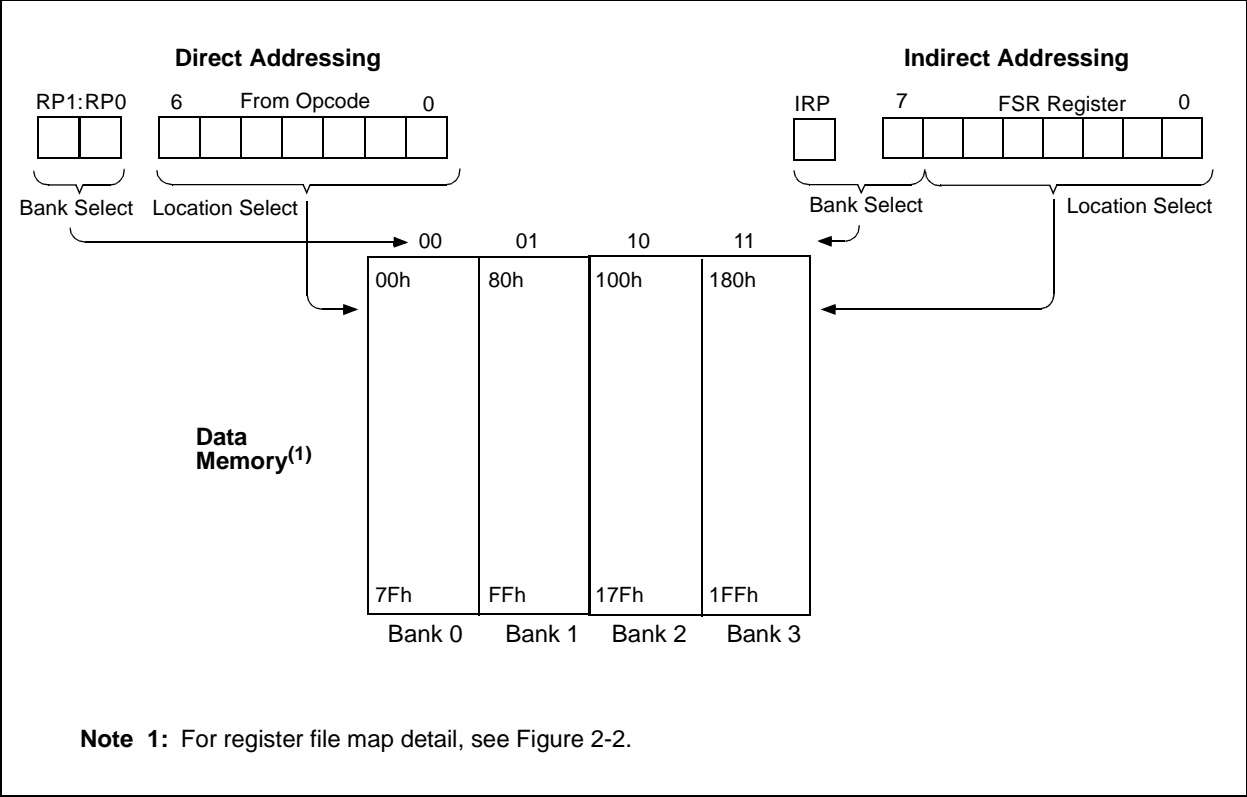 Direct Addressing
Indirect Addressing
RP1:RP0 6 From Opcode 0
IRP 7 FSR Register 0
Bank Select Location Select
Bank Select Location Select
00 01 10 11
00h 80h 100h 180h
Data
Memory(1)
7Fh FFh 17Fh 1FFh
Bank 0 Bank 1 Bank 2 Bank 3
Note 1: For register file map detail, see Figure 2-2.